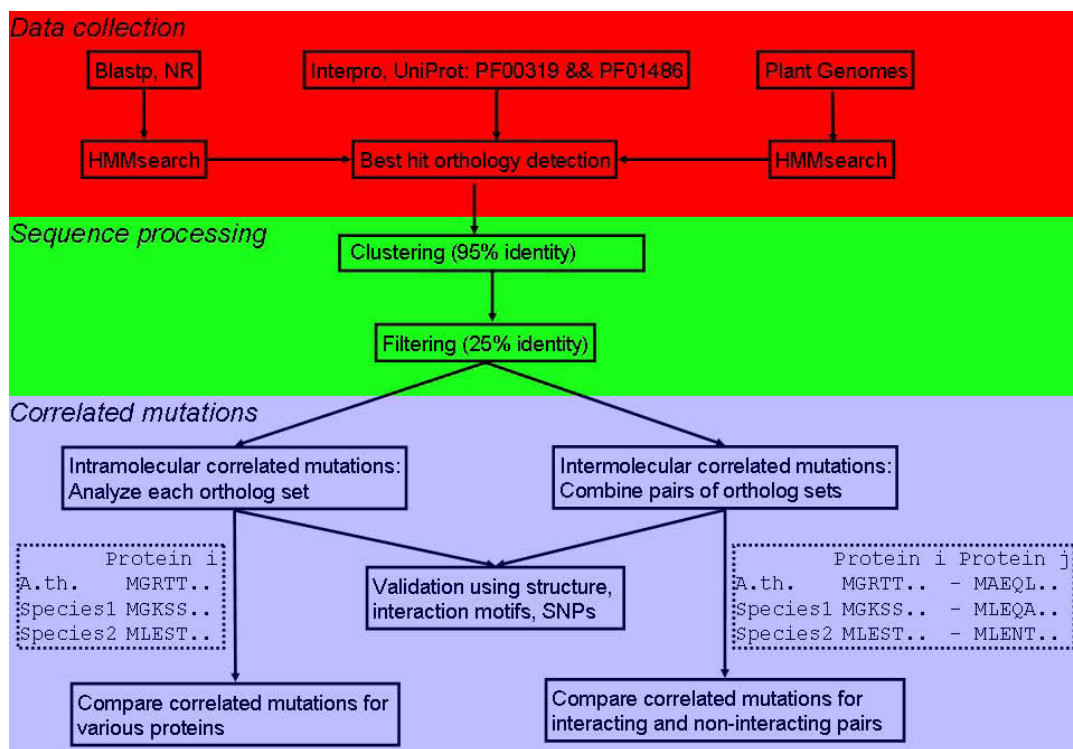 Data collection
Blastp, NR
Interpro, UniProt: PF00319 && PF01486
Plant Genomes
HMMsearch
Best hit orthology detection
HMMsearch
Sequence processing
Clustering (95% identity)
Filtering (25% identity)
Correlated mutations
Intramolecular correlated mutations:
Analyze each ortholog set
Intermolecular correlated mutations:
Combine pairs of ortholog sets
Protein i
A.th. MGRTT..
Species1 MGKSS..
Species2 MLEST..
Validation using structure,
interaction motifs, SNPs
Protein i Protein j
A.th. MGRTT.. - MAEQL..
Species1 MGKSS.. - MLEQA..
Species2 MLEST.. - MLENT..
Compare correlated mutations for
various proteins
Compare correlated mutations for
interacting and non-interacting pairs